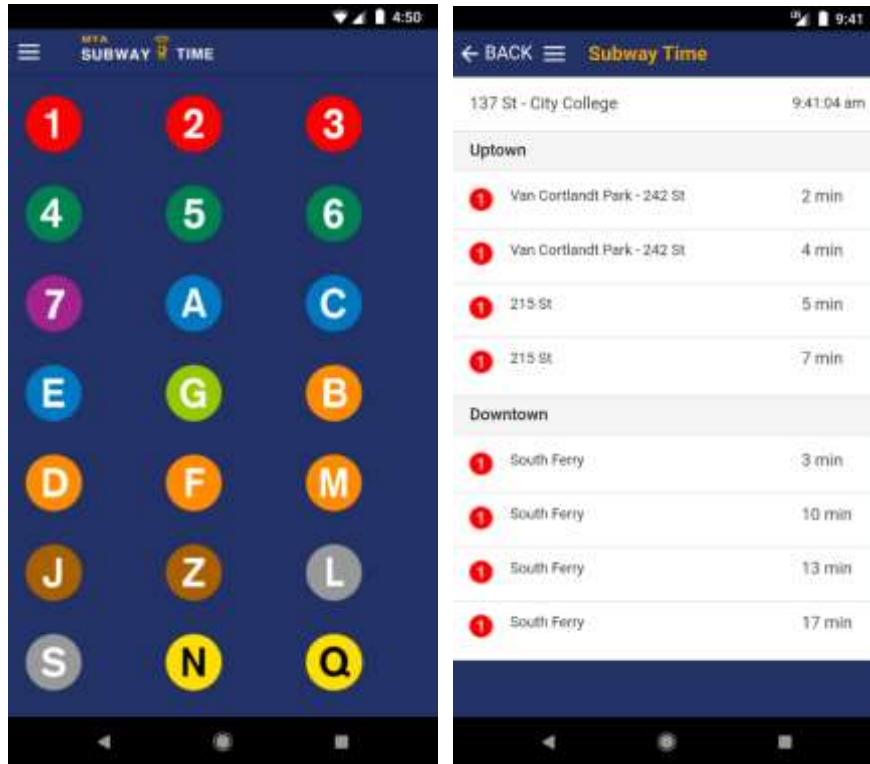 4:50
MTA
SUBWAY TIME
1 2 3
4 5 6
7 A C
E G B
D F M
J Z L
S N Q
9:41
BACK Subway Time
137 St - City College 9:41:04 am
Uptown
1 Van Cortlandt Park - 242 St 2 min
1 Van Cortlandt Park - 242 St 4 min
1 215 St 5 min
1 215 St 7 min
Downtown
1 South Ferry 3 min
1 South Ferry 10 min
1 South Ferry 13 min
1 South Ferry 17 min